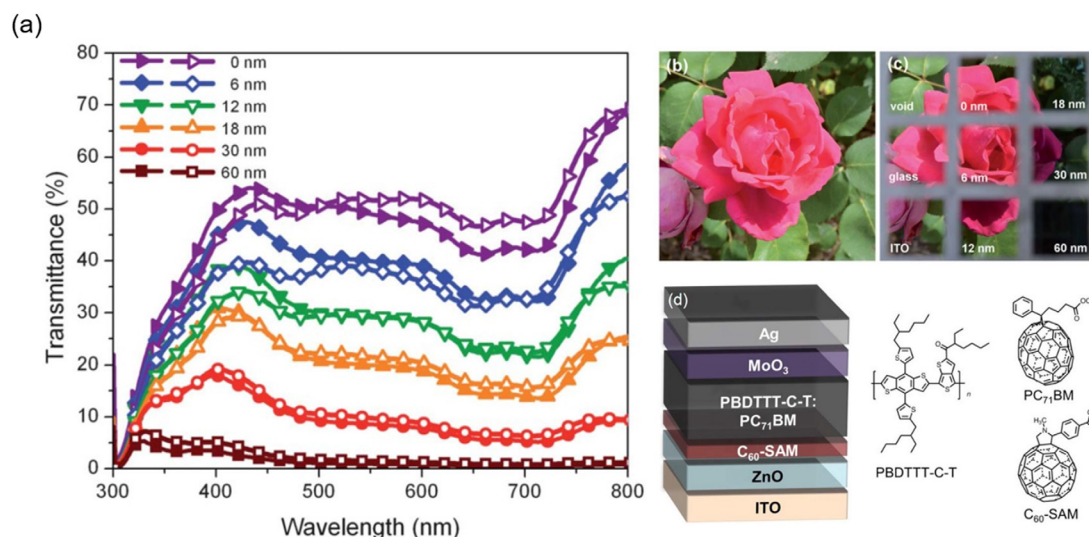 (a)
80
70
60
50
40
30
20
10
0
Transmittance (%)
300
400
500
600
700
800
Wavelength (nm)
0 nm
6 nm
12 nm
18 nm
30 nm
60 nm
(b)
(c)
void
0 nm
18 nm
glass
6 nm
30 nm
ITO
12 nm
60 nm
(d)
Ag
MoO₃
PBDTTT-C-T:
PC₇₁BM
C₆₀-SAM
ZnO
ITO
S
S
S
S
S
S
O
n
PBDTTT-C-T
PC₇₁BM
H₃C
N
C₆₀-SAM